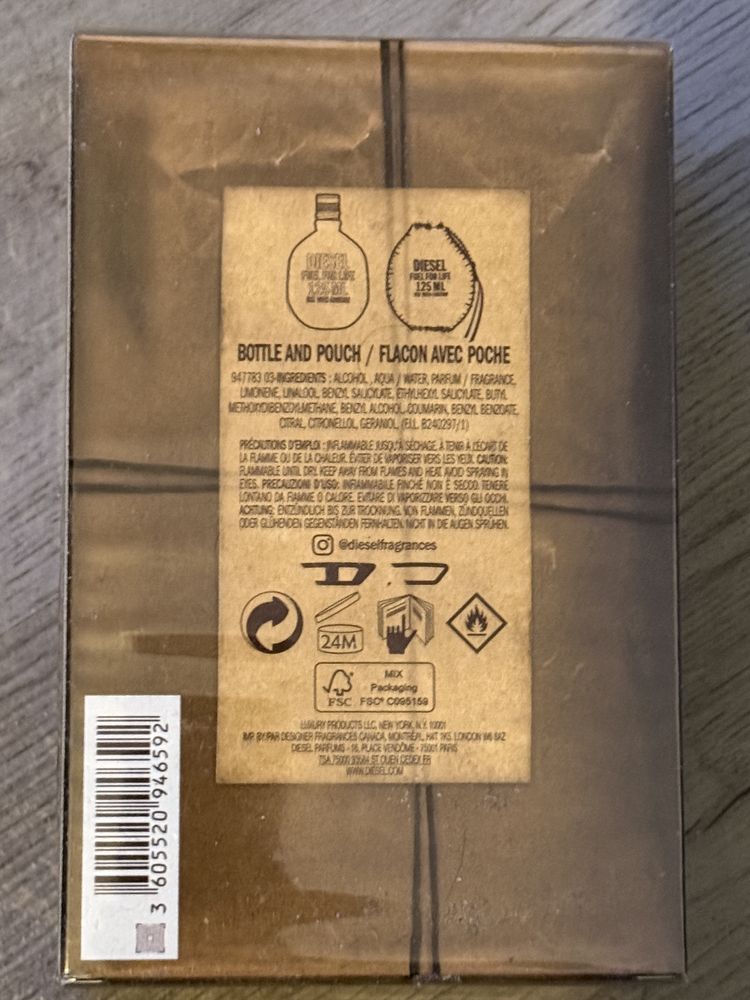 DIESEL
FUEL FOR LIFE
125 ML
DIESEL
FUEL FOR LIFE
125 ML
BOTTLE AND POUCH / FLACON AVEC POCHE
947783 03-INGREDIENTS : ALCOHOL , AQUA / WATER, PARFUM / FRAGRANCE,
LIMONENE, LINALOOL, BENZYL SALICYLATE, ETHYLHEXYL SALICYLATE, BUTYL
METHOXYDIBENZOYLMETHANE, BENZYL ALCOHOL, COUMARIN, BENZYL BENZOATE,
CITRAL, CITRONELLOL, GERANIOL, (F.I.L. B240297/1)
PRÉCAUTIONS D'EMPLOI : INFLAMMABLE JUSQU'À SÉCHAGE. À TENIR À L'ÉCART DE
LA FLAMME OU DE LA CHALEUR. ÉVITER DE VAPORISER VERS LES YEUX. CAUTION:
FLAMMABLE UNTIL DRY. KEEP AWAY FROM FLAMES AND HEAT. AVOID SPRAYING IN
EYES. PRECAUZIONI D'USO: INFIAMMABILE FINCHÉ NON È SECCO. TENERE
LONTANO DA FIAMME O CALORE. EVITARE DI VAPORIZZARE VERSO GLI OCCHI.
ACHTUNG: ENTZÜNDLICH BIS ZUR TROCKNUNG. VON FLAMMEN, ZÜNDQUELLEN
ODER GLÜHENDEN GEGENSTÄNDEN FERNHALTEN. NICHT IN DIE AUGEN SPRÜHEN.
@dieselfragrances
24M
FSC
MIX
Packaging
FSC® C095159
LUXURY PRODUCTS LLC, NEW YORK, N.Y. 10001
IMP. BY/PAR DESIGNER FRAGRANCES CANADA, MONTRÉAL, H4T 1K5. LONDON W6 8AZ
DIESEL PARFUMS - 16, PLACE VENDÔME - 75001 PARIS
TSA 75000 93584 ST OUEN CEDEX, FR
WWW.DIESEL.COM
3 605520 946592